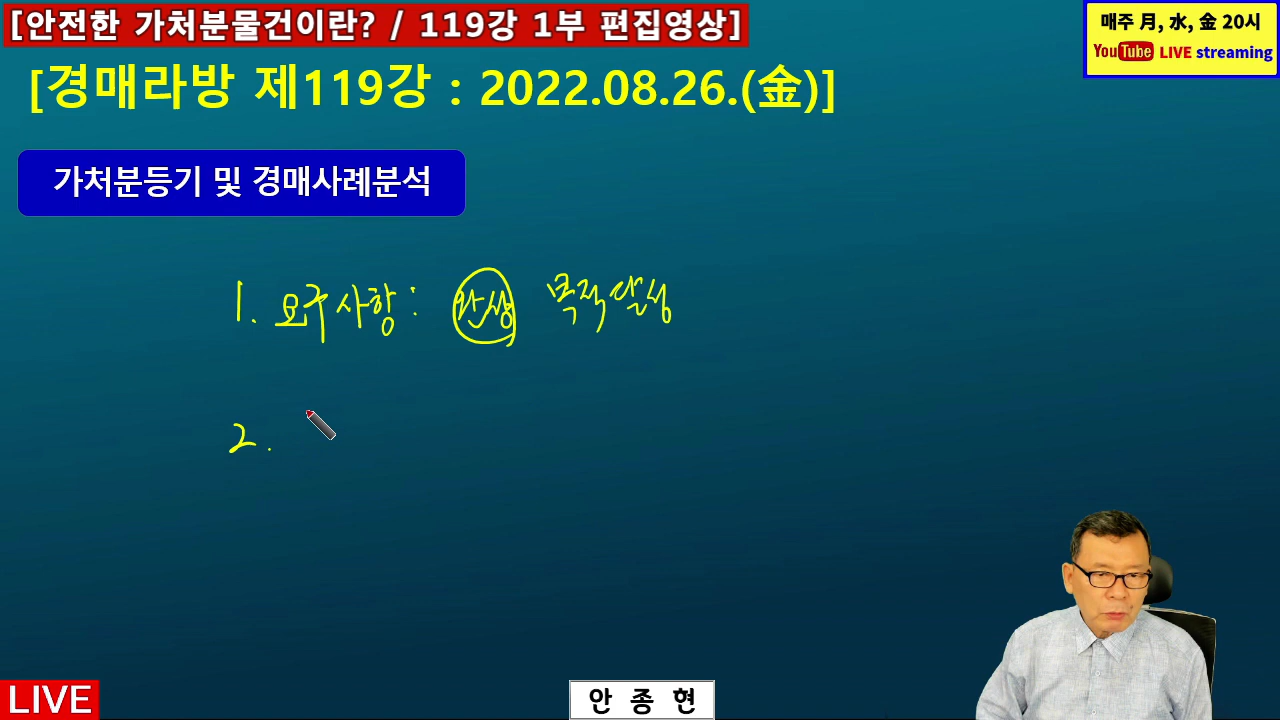 [안전한 가처분물건이란? / 119강 1부 편집영상]
매주 月, 水, 金 20시
YouTube LIVE streaming
[경매라방 제119강 : 2022.08.26.(金)]
가처분등기 및 경매사례분석
1. 요구사항: 목적달성
2.
LIVE
안 종 현